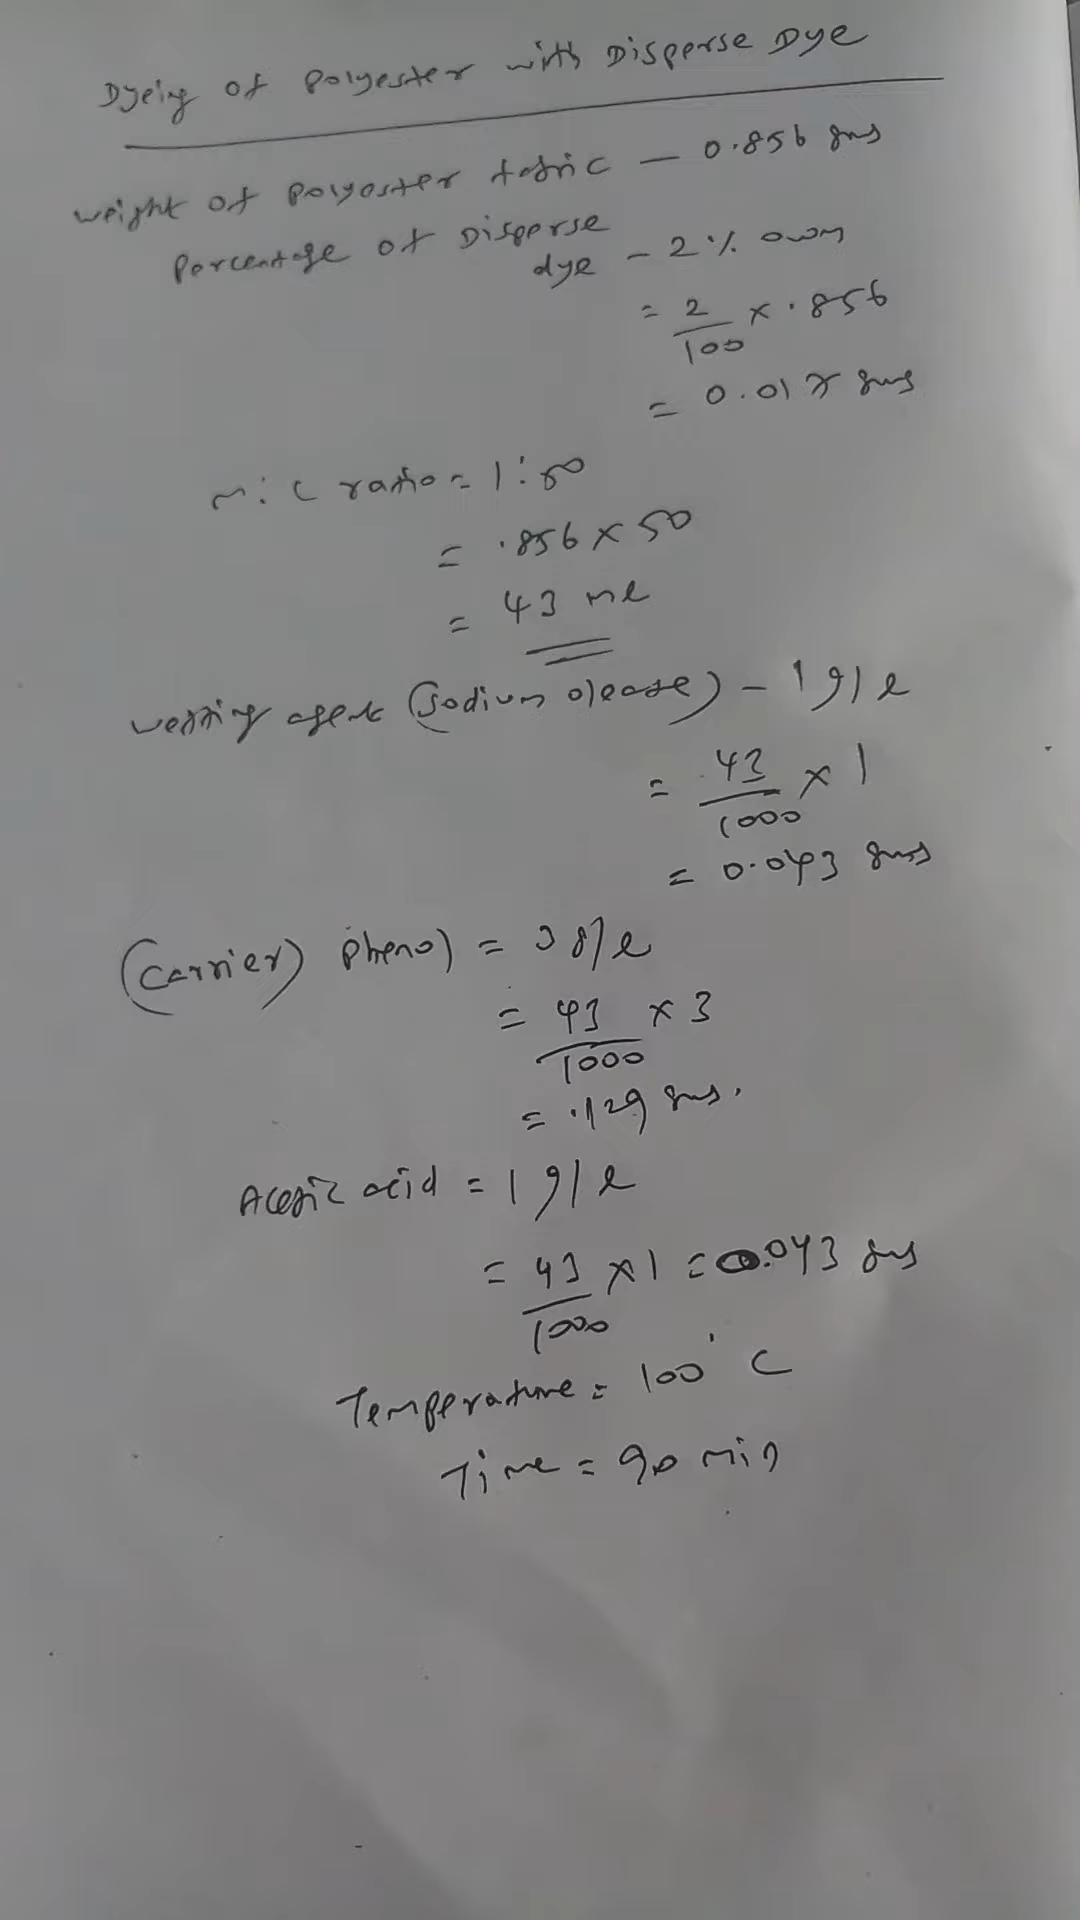 Dyeing of Polyester with Disperse Dye
Weight of Polyester fabric — 0.856 gms
Percentage of Disperse
dye – 2% owm
= 2/100 x .856
= 0.017 gms
M:L ratio = 1:50
= .856 x 50
= 43 ml
Wetting agent (Sodium oleate) – 1 g/l
= 43/1000 x 1
= 0.043 gms
(Carrier) Phenol = 3 g/l
= 43/1000 x 3
= .129 gms.
Acetic acid = 1 g/l
= 43/1000 x 1 = 0.043 gms
Temperature = 100°C
Time = 90 min